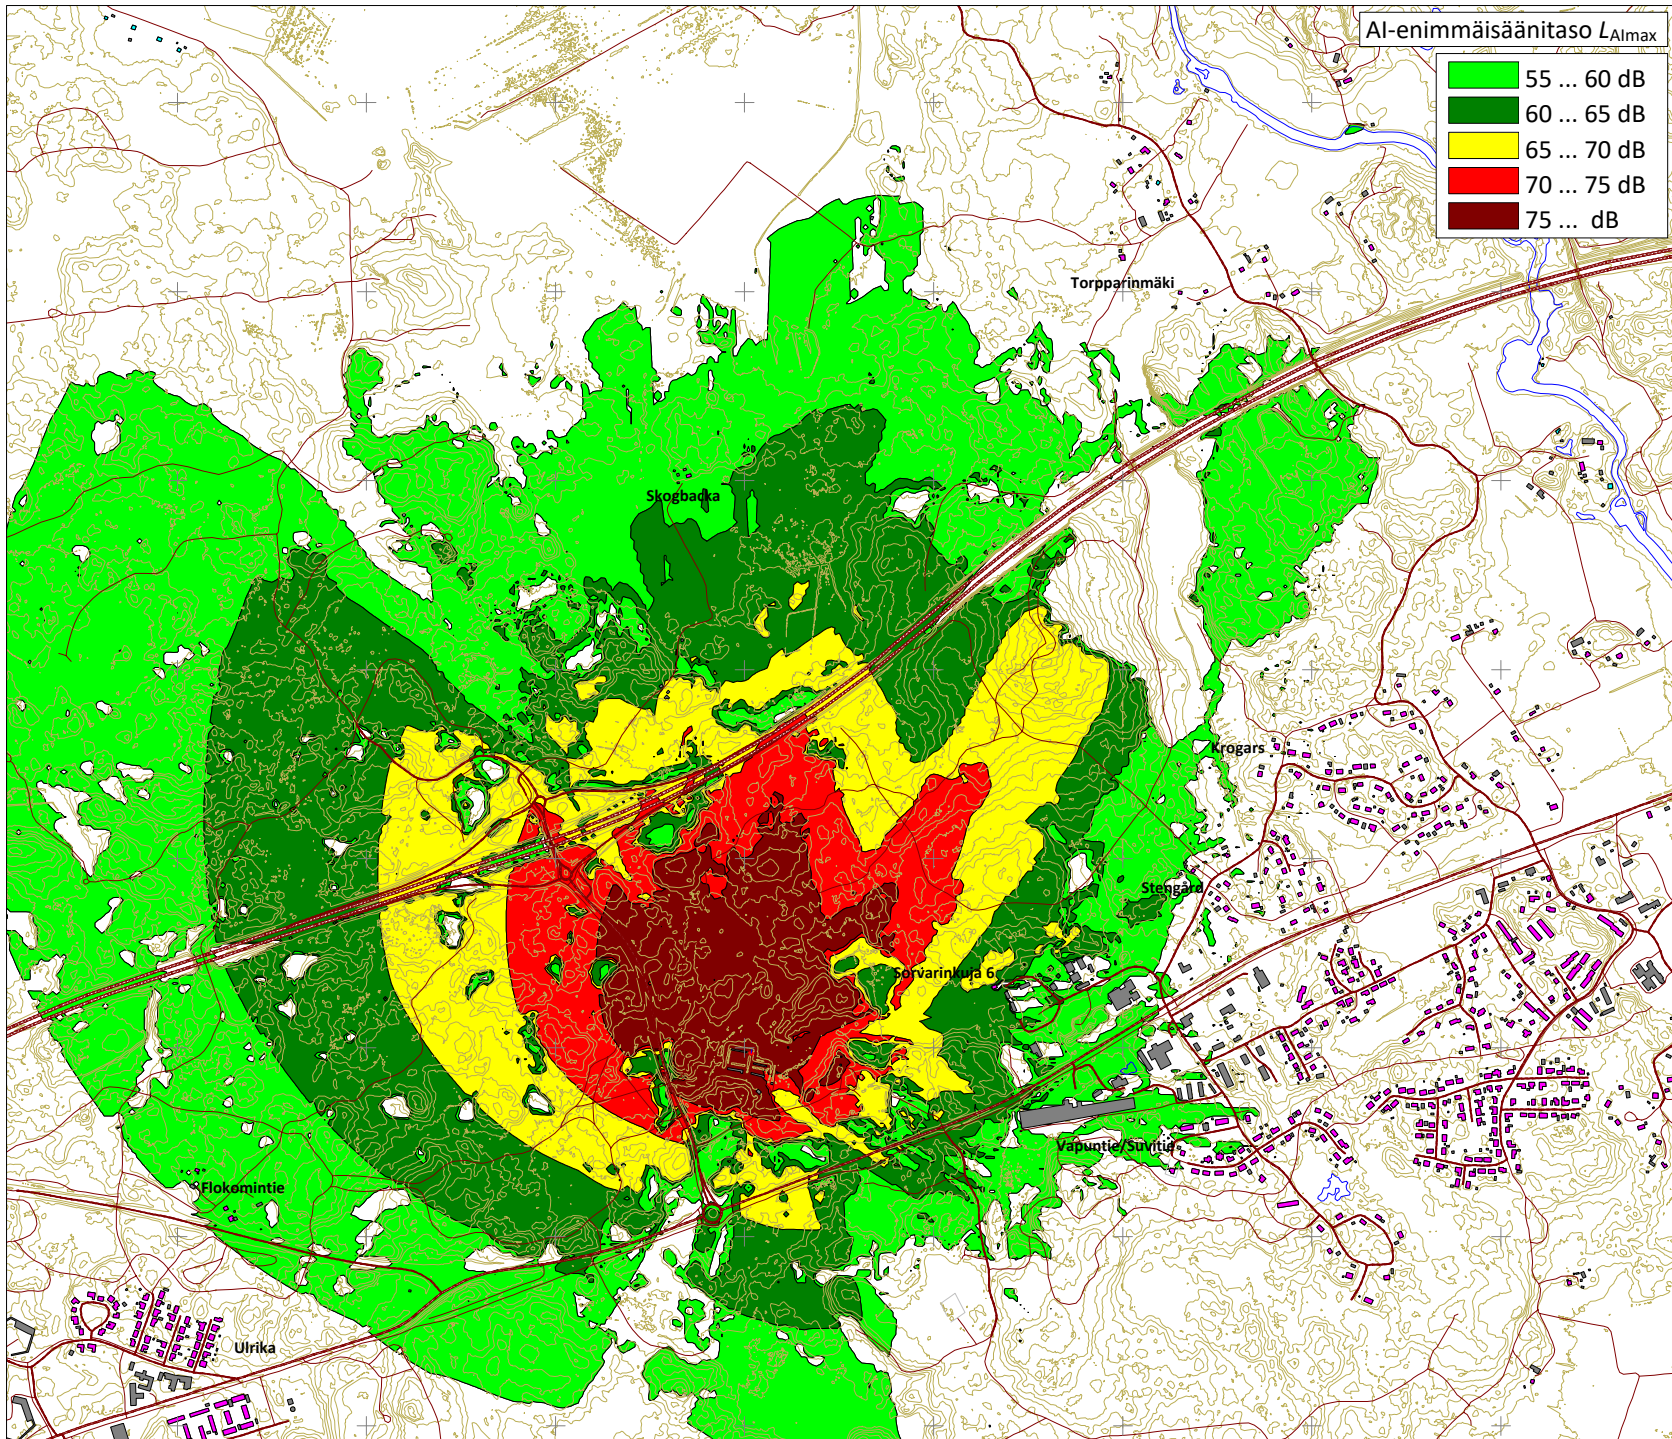 AI-enimmäisäänitaso LAImax
55 ... 60 dB
60 ... 65 dB
65 ... 70 dB
70 ... 75 dB
75 ... dB
Torpparinmäki
Skogbacka
Krogars
Stengård
Sorvarinkuja 6
Vapuntie/Suvitie
Flokomintie
Ulrika